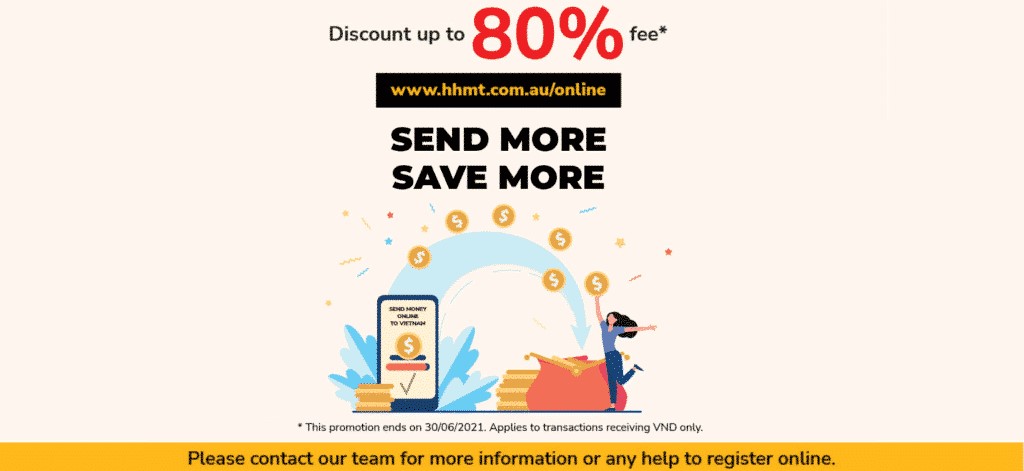 Discount up to 80% fee*
www.hhmt.com.au/online
SEND MORE
SAVE MORE
SEND MONEY
ONLINE
TO VIETNAM
* This promotion ends on 30/06/2021. Applies to transactions receiving VND only.
Please contact our team for more information or any help to register online.